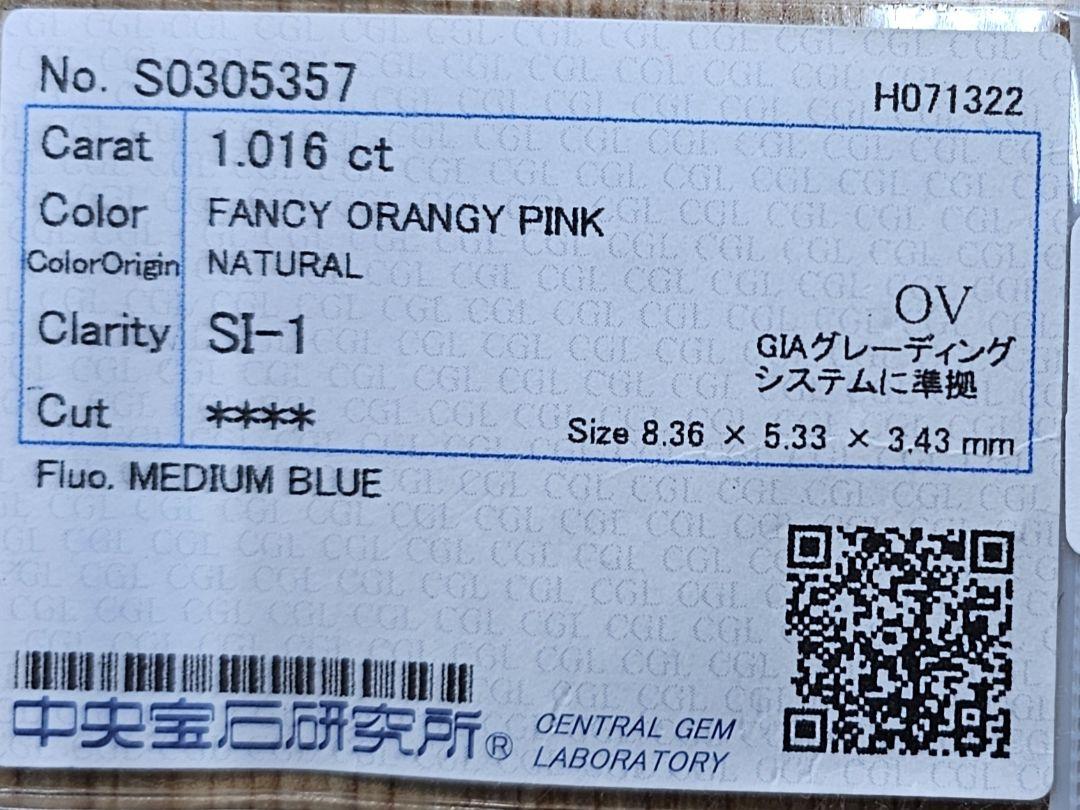 No. S0305357
H071322
Carat 1.016 ct
Color FANCY ORANGY PINK
ColorOrigin NATURAL
Clarity SI-1
OV
GIAグレーディング
システムに準拠
Cut ****
Size 8.36 × 5.33 × 3.43 mm
Fluo. MEDIUM BLUE
中央宝石研究所®
CENTRAL GEM
LABORATORY